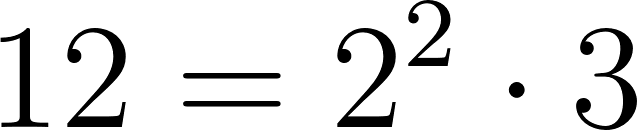 12 = 2² · 3